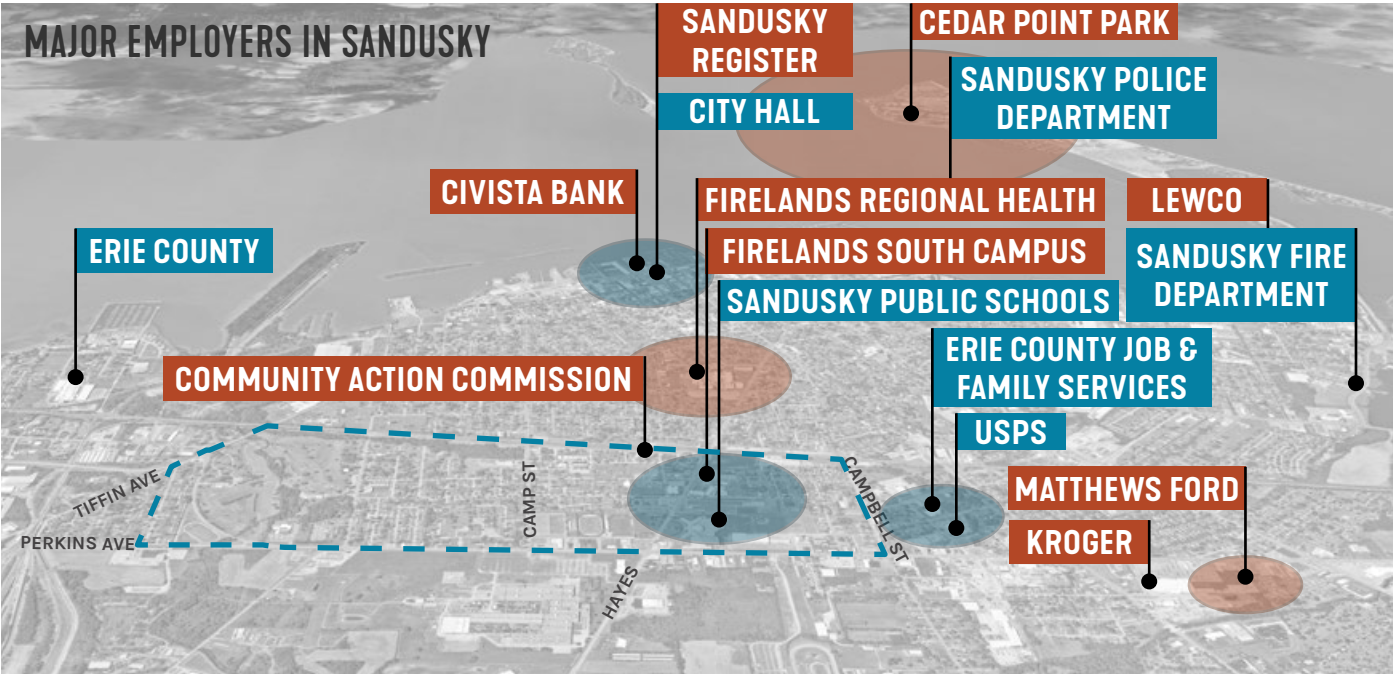 MAJOR EMPLOYERS IN SANDUSKY
SANDUSKY
REGISTER
CITY HALL
CEDAR POINT PARK
SANDUSKY POLICE
DEPARTMENT
CIVISTA BANK
FIRELANDS REGIONAL HEALTH
LEWCO
ERIE COUNTY
FIRELANDS SOUTH CAMPUS
SANDUSKY FIRE
DEPARTMENT
SANDUSKY PUBLIC SCHOOLS
ERIE COUNTY JOB &
FAMILY SERVICES
COMMUNITY ACTION COMMISSION
USPS
TIFFIN AVE
CAMP ST
CAMPBELL ST
MATTHEWS FORD
PERKINS AVE
KROGER
HAYES